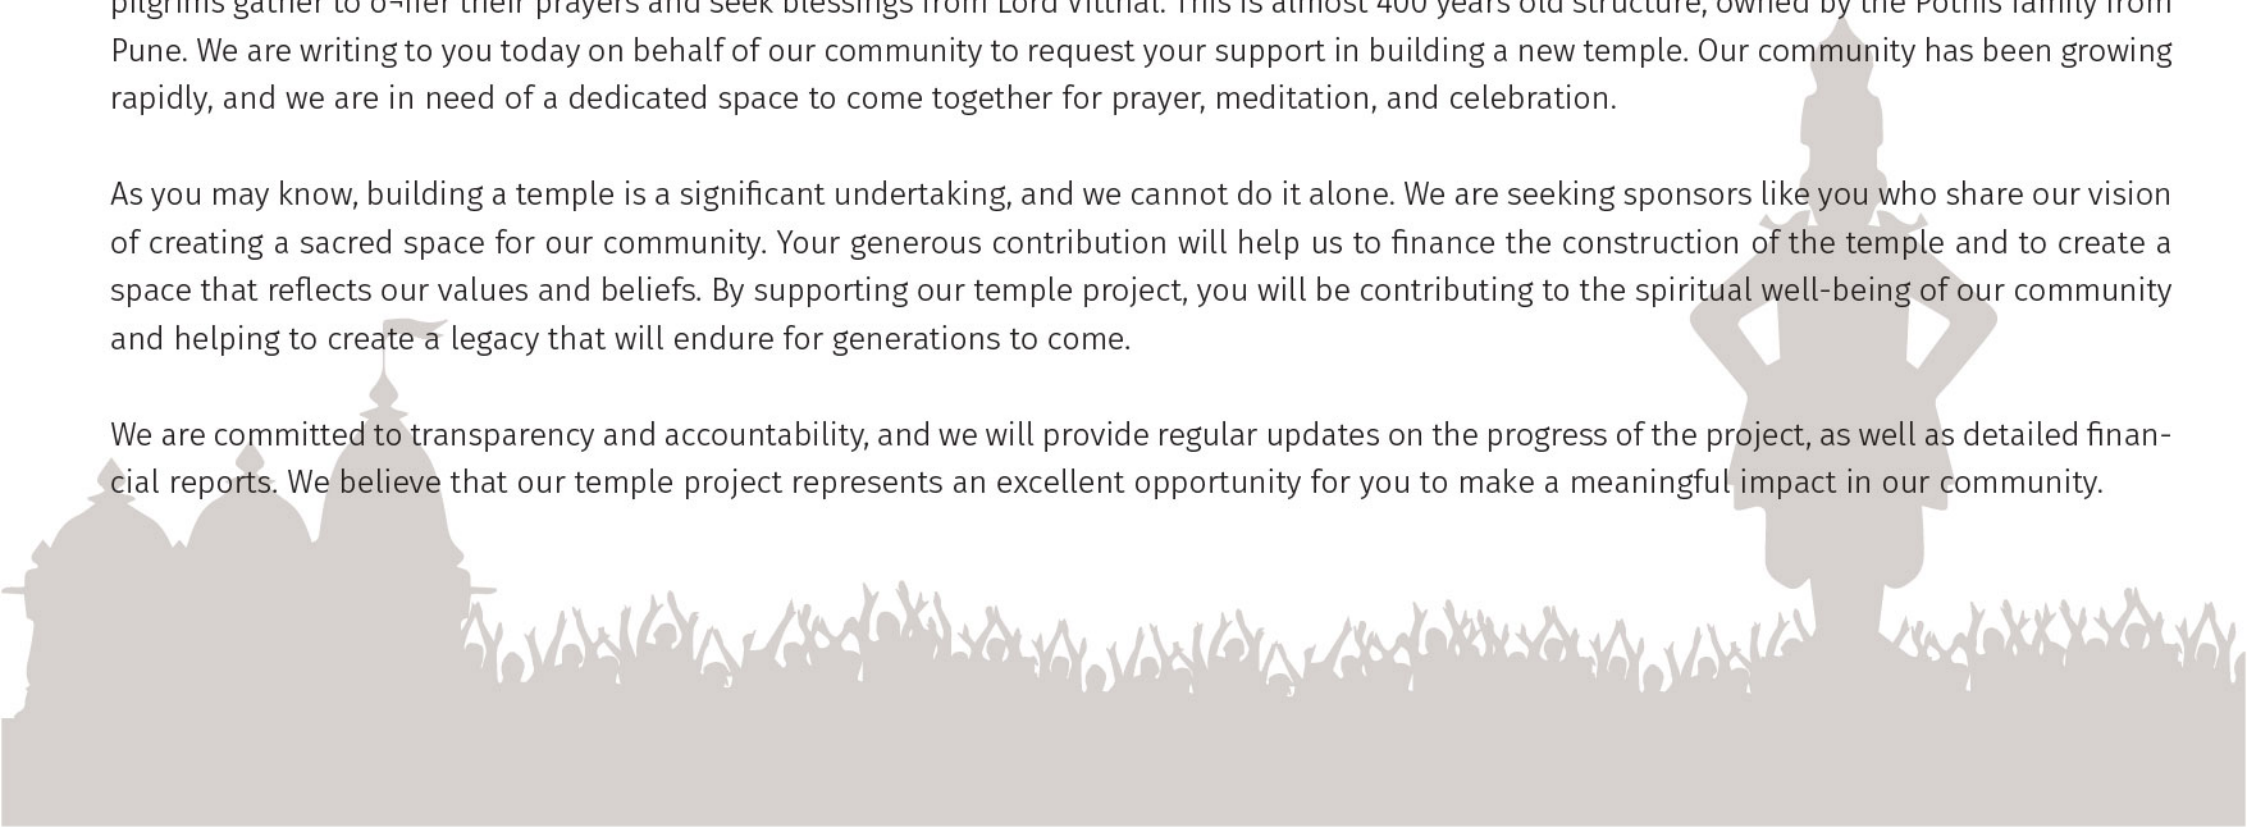 pilgrims gather to o¬ffer their prayers and seek blessings from Lord Vitthal. This is almost 400 years old structure, owned by the Pothis family from
Pune. We are writing to you today on behalf of our community to request your support in building a new temple. Our community has been growing
rapidly, and we are in need of a dedicated space to come together for prayer, meditation, and celebration.
As you may know, building a temple is a significant undertaking, and we cannot do it alone. We are seeking sponsors like you who share our vision
of creating a sacred space for our community. Your generous contribution will help us to finance the construction of the temple and to create a
space that reflects our values and beliefs. By supporting our temple project, you will be contributing to the spiritual well-being of our community
and helping to create a legacy that will endure for generations to come.
We are committed to transparency and accountability, and we will provide regular updates on the progress of the project, as well as detailed finan-
cial reports. We believe that our temple project represents an excellent opportunity for you to make a meaningful impact in our community.